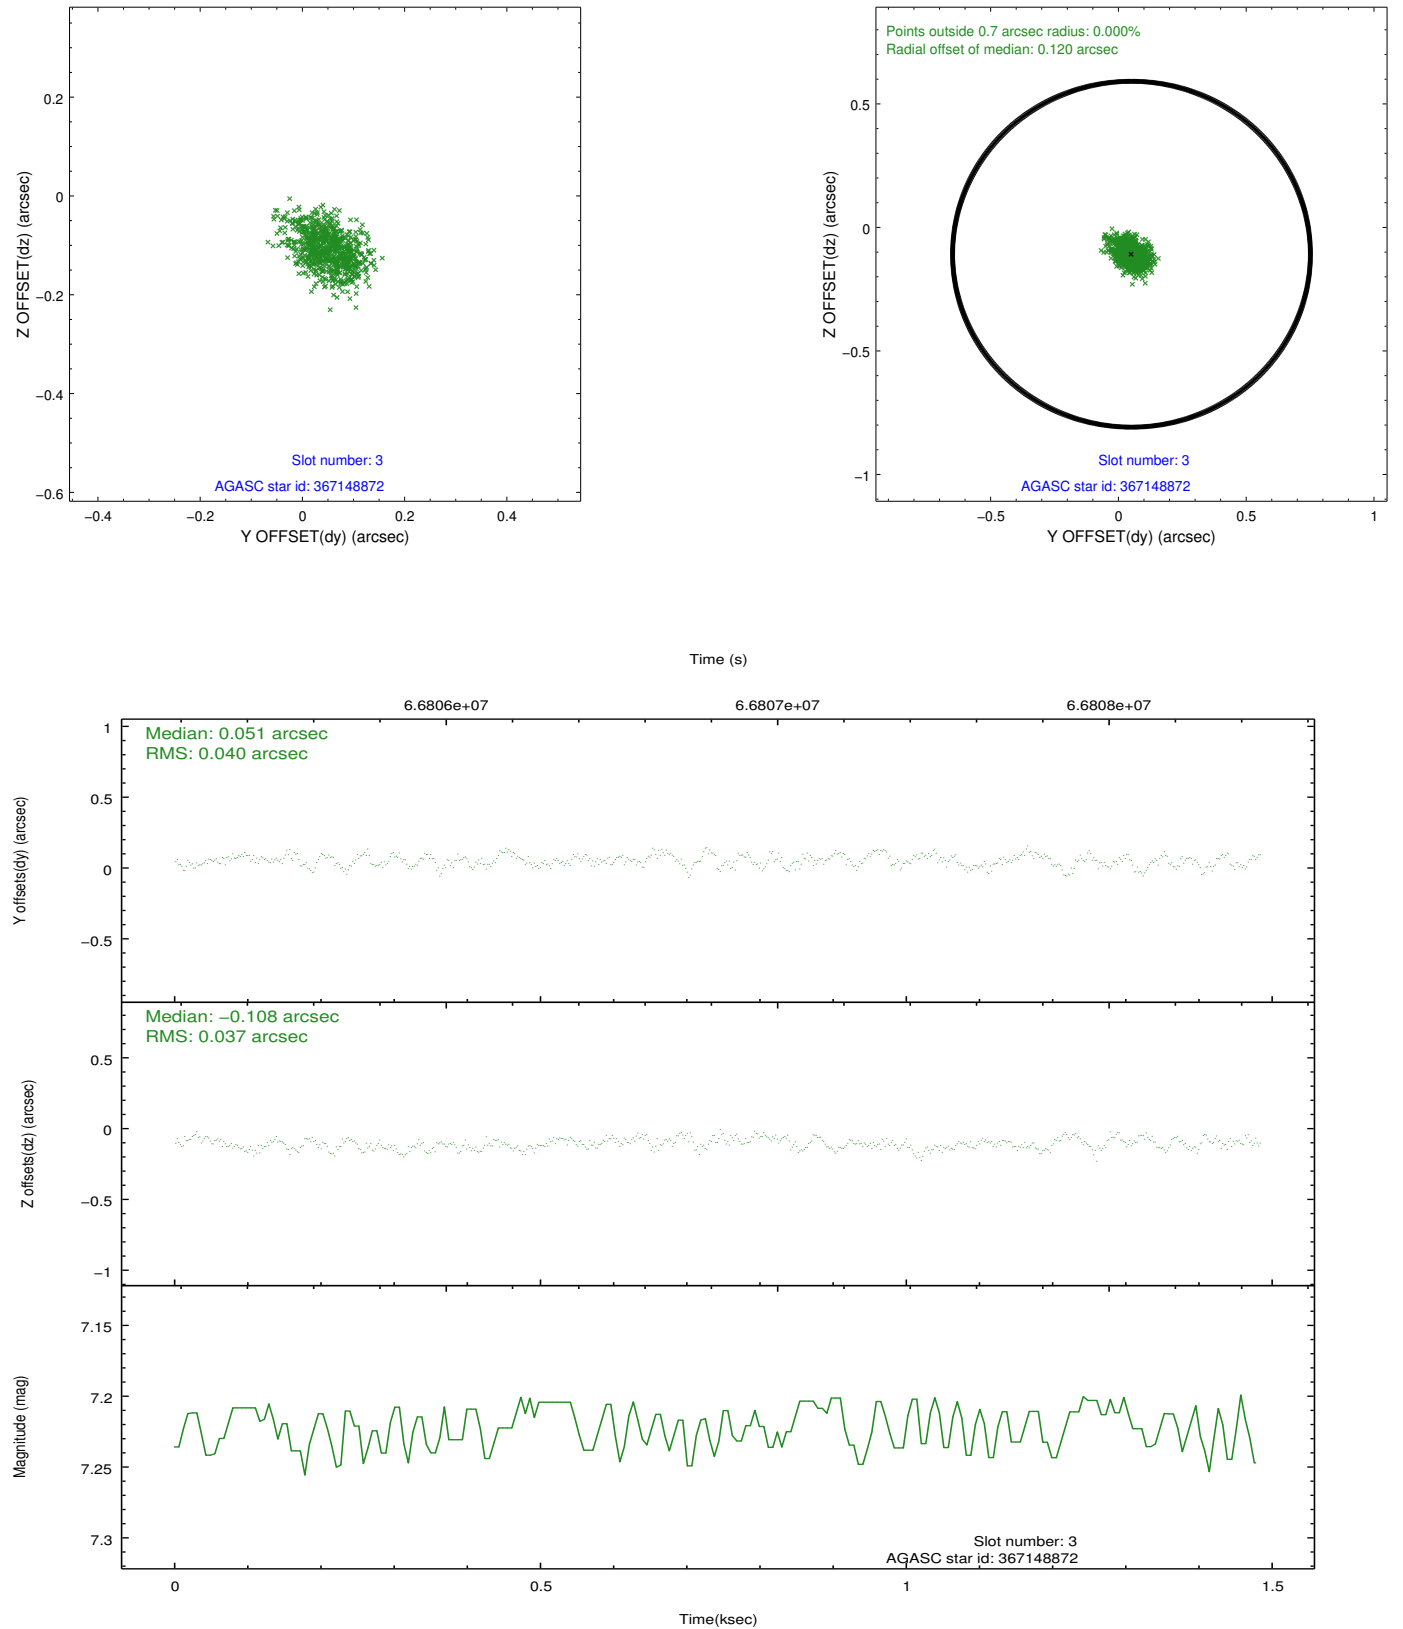 0.2
0
−0.2
−0.4
−0.6
Z OFFSET(dz) (arcsec)
Slot number: 3
AGASC star id: 367148872
−0.4 −0.2 0 0.2 0.4
Y OFFSET(dy) (arcsec)
Points outside 0.7 arcsec radius: 0.000%
Radial offset of median: 0.120 arcsec
0.5
0
−0.5
−1
Z OFFSET(dz) (arcsec)
Slot number: 3
AGASC star id: 367148872
−0.5 0 0.5 1
Y OFFSET(dy) (arcsec)
Time (s)
6.6806e+07 6.6807e+07 6.6808e+07
Median: 0.051 arcsec
RMS: 0.040 arcsec
1
0.5
0
−0.5
Y offsets(dy) (arcsec)
Median: −0.108 arcsec
RMS: 0.037 arcsec
0.5
0
−0.5
−1
Z offsets(dz) (arcsec)
7.15
7.2
7.25
7.3
Magnitude (mag)
Slot number: 3
AGASC star id: 367148872
0 0.5 1 1.5
Time(ksec)